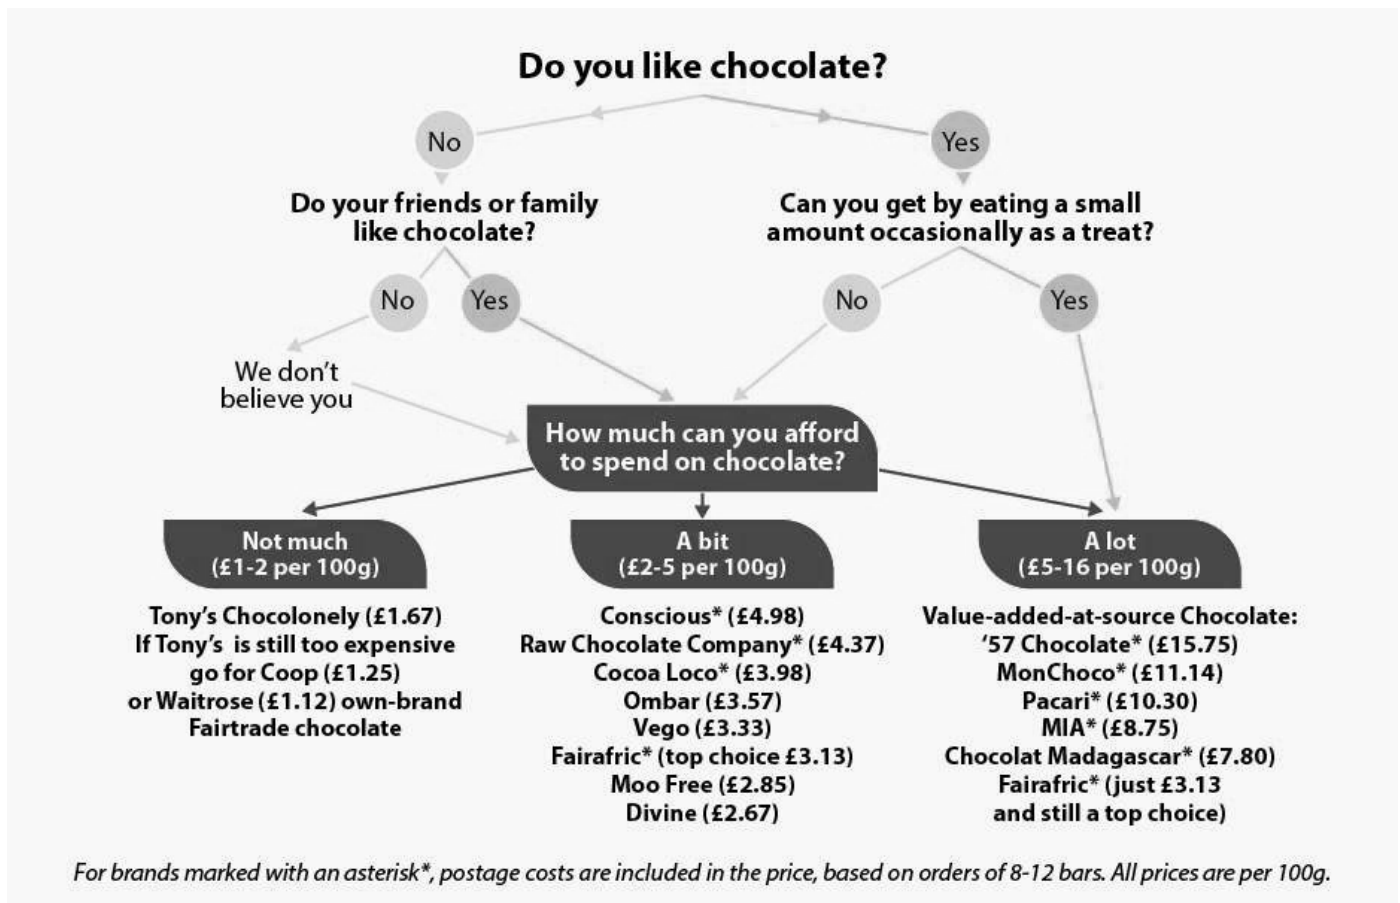 Do you like chocolate?
No
Yes
Do your friends or family
like chocolate?
Can you get by eating a small
amount occasionally as a treat?
No
Yes
No
Yes
We don't
believe you
How much can you afford
to spend on chocolate?
Not much
(£1-2 per 100g)
Tony's Chocolonely (£1.67)
If Tony's is still too expensive
go for Coop (£1.25)
or Waitrose (£1.12) own-brand
Fairtrade chocolate
A bit
(£2-5 per 100g)
Conscious* (£4.98)
Raw Chocolate Company* (£4.37)
Cocoa Loco* (£3.98)
Ombar (£3.57)
Vego (£3.33)
Fairafric* (top choice £3.13)
Moo Free (£2.85)
Divine (£2.67)
A lot
(£5-16 per 100g)
Value-added-at-source Chocolate:
‘57 Chocolate* (£15.75)
MonChoco* (£11.14)
Pacari* (£10.30)
MIA* (£8.75)
Chocolat Madagascar* (£7.80)
Fairafric* (just £3.13
and still a top choice)
For brands marked with an asterisk*, postage costs are included in the price, based on orders of 8-12 bars. All prices are per 100g.